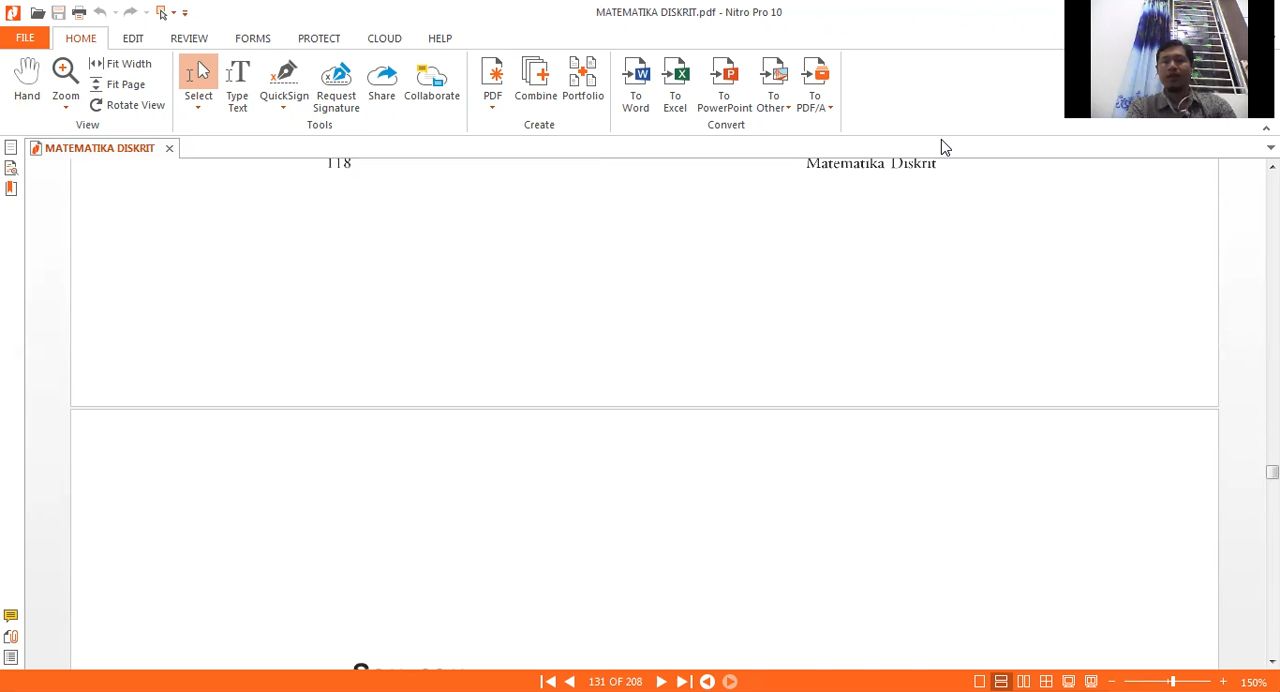 MATEMATIKA DISKRIT.pdf - Nitro Pro 10
FILE HOME EDIT REVIEW FORMS PROTECT CLOUD HELP
Hand
Zoom
Fit Width
Fit Page
Rotate View
View
Select
Type Text
QuickSign
Request Signature
Share
Collaborate
Tools
PDF
Combine
Portfolio
Create
To Word
To Excel
To PowerPoint
To Other
To PDF/A
Convert
MATEMATIKA DISKRIT
118 Matematika Diskrit
131 OF 208
150%